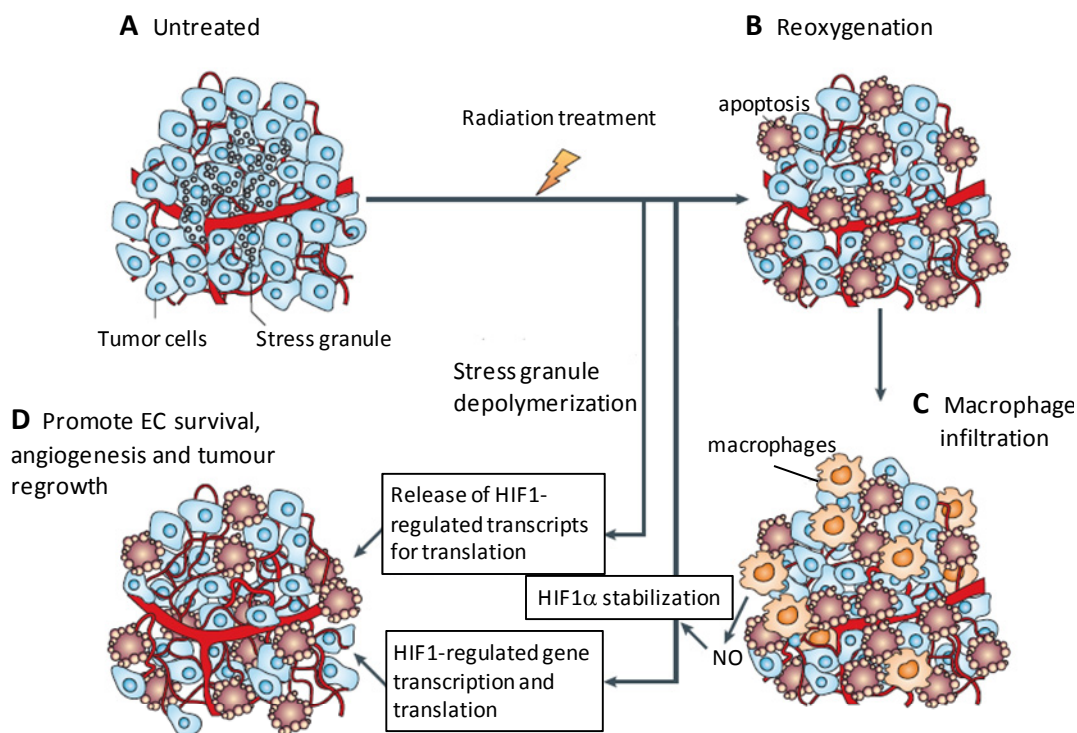 A Untreated
B Reoxygenation
Radiation treatment
apoptosis
Tumor cells
Stress granule
Stress granule
depolymerization
C Macrophage
infiltration
macrophages
D Promote EC survival,
angiogenesis and tumour
regrowth
Release of HIF1-
regulated transcripts
for translation
HIF1α stabilization
NO
HIF1-regulated gene
transcription and
translation